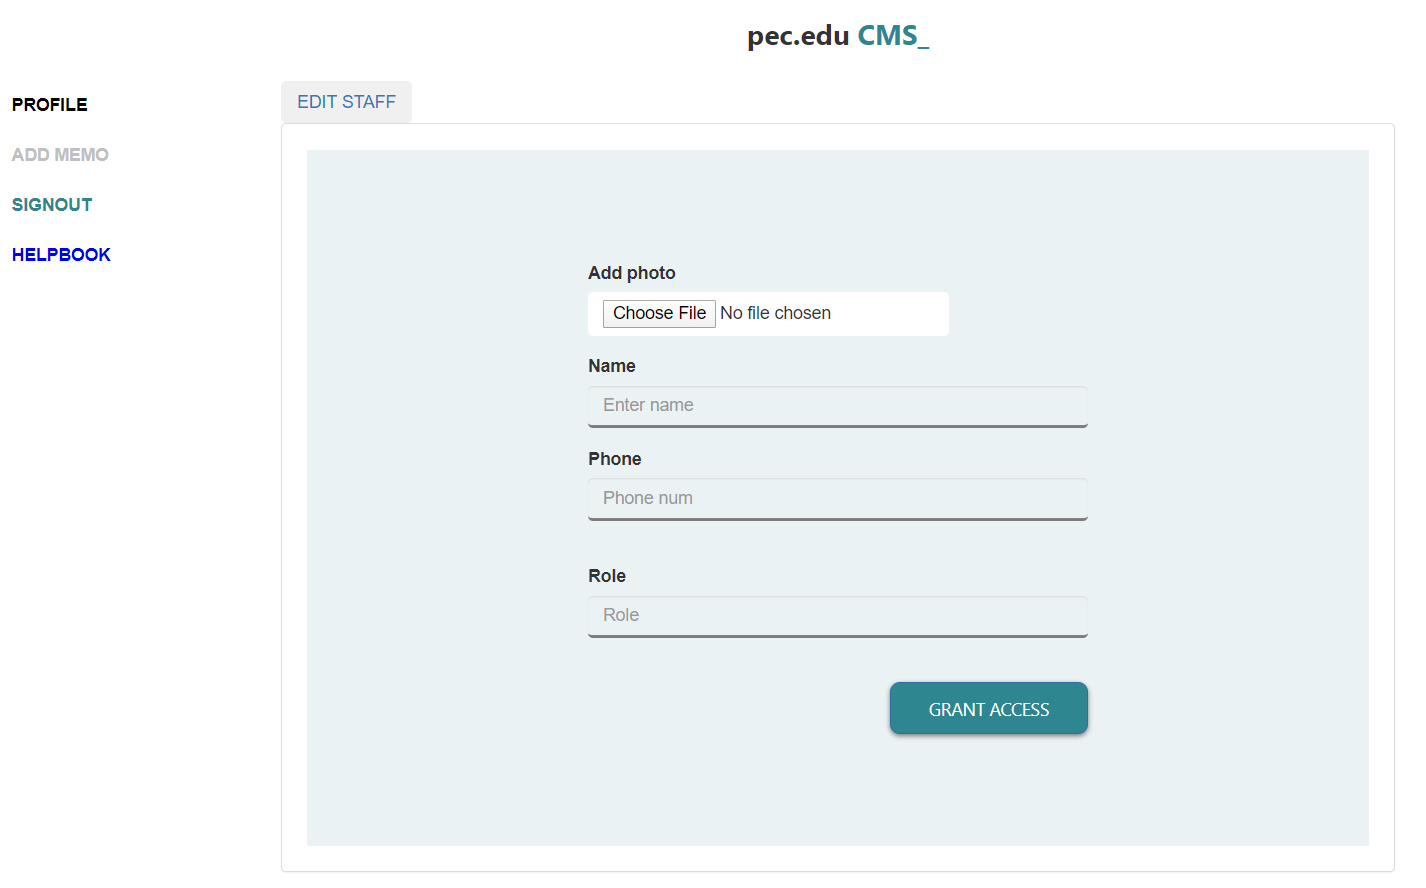 pec.edu CMS_
PROFILE
ADD MEMO
SIGNOUT
HELPBOOK
EDIT STAFF
Add photo
Choose File No file chosen
Name
Enter name
Phone
Phone num
Role
Role
GRANT ACCESS